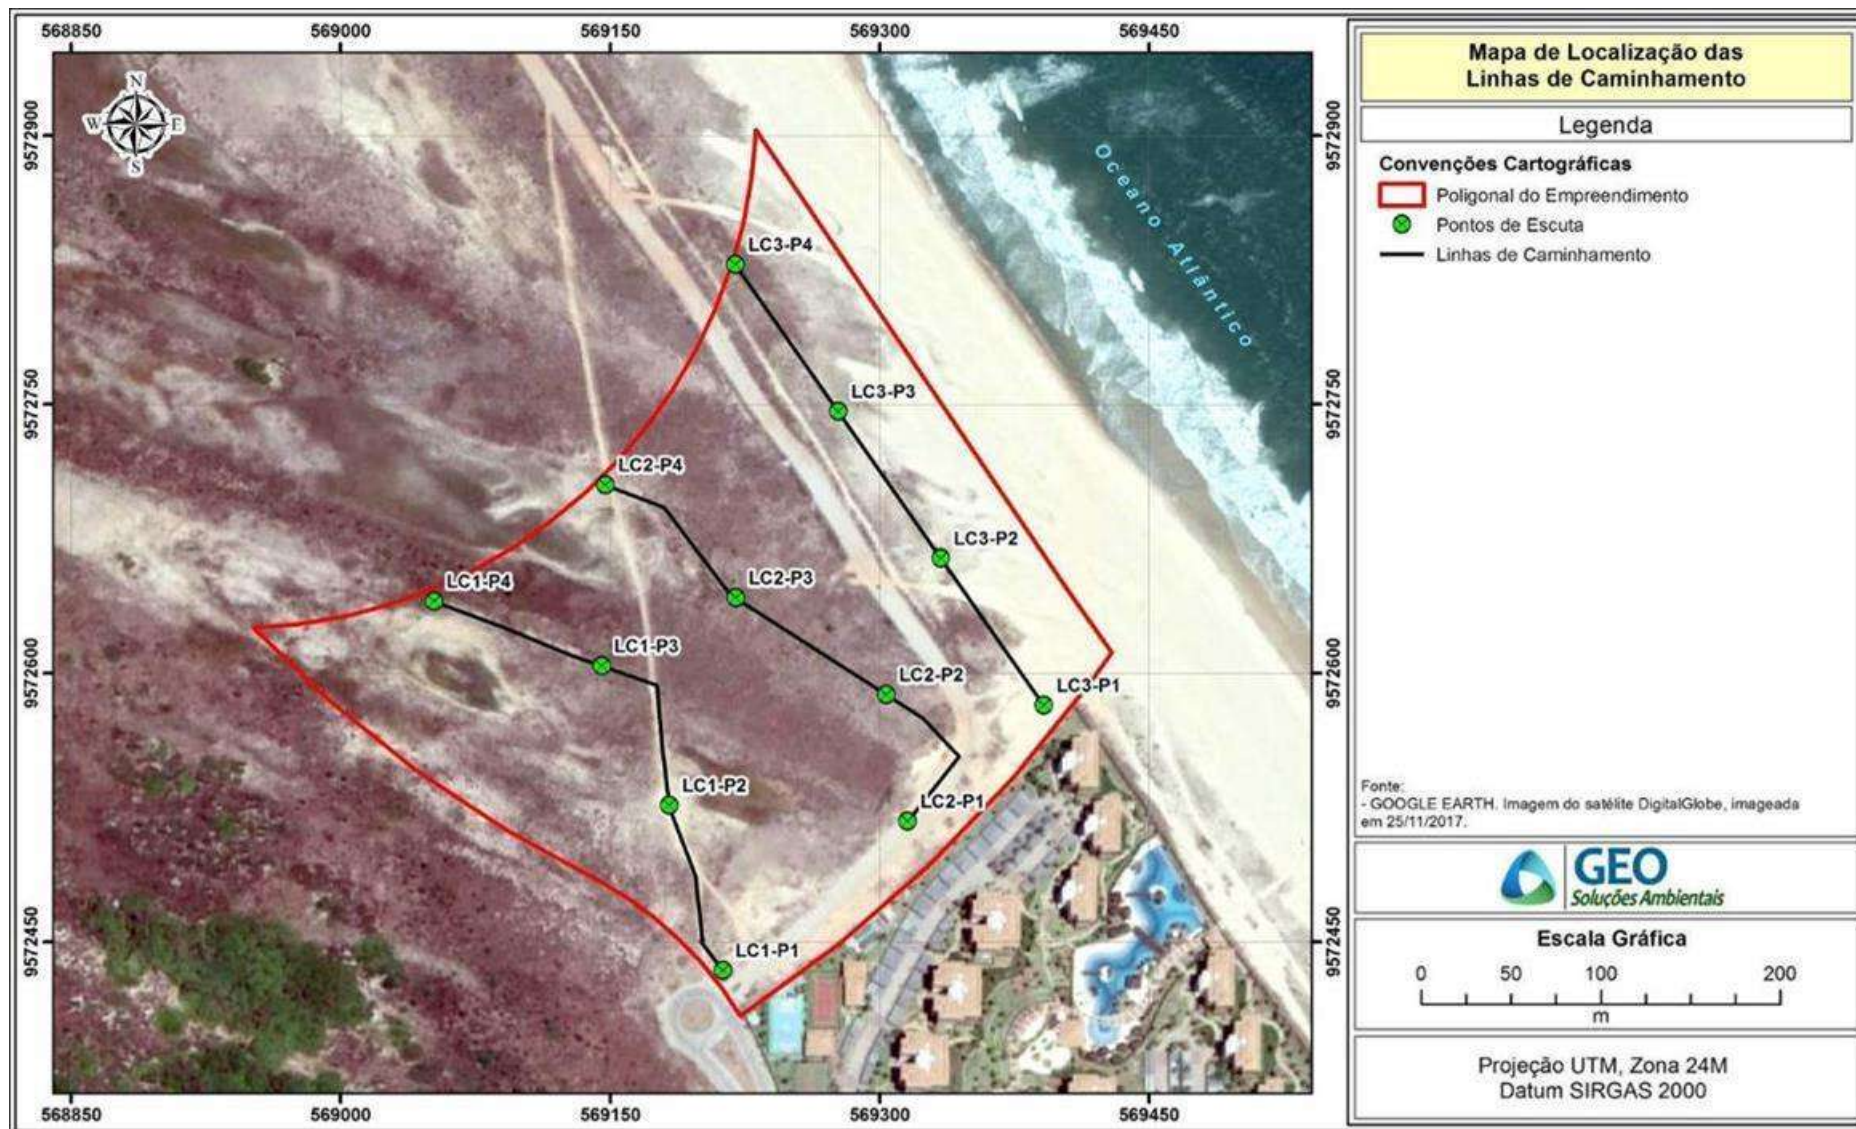 568850
569000
569150
569300
569450
9572900
9572750
9572600
9572450
N
W
E
S
LC3-P4
LC3-P3
LC2-P4
LC3-P2
LC1-P4
LC2-P3
LC1-P3
LC2-P2
LC3-P1
LC1-P2
LC2-P1
LC1-P1
Oceano Atlântico
9572900
9572750
9572600
9572450
568850
569000
569150
569300
569450
Mapa de Localização das
Linhas de Caminhamento
Legenda
Convenções Cartográficas
Poligonal do Empreendimento
Pontos de Escuta
Linhas de Caminhamento
Fonte:
- GOOGLE EARTH. Imagem do satélite DigitalGlobe, imageada
em 25/11/2017.
GEO
Soluções Ambientais
Escala Gráfica
0 50 100 200
m
Projeção UTM, Zona 24M
Datum SIRGAS 2000